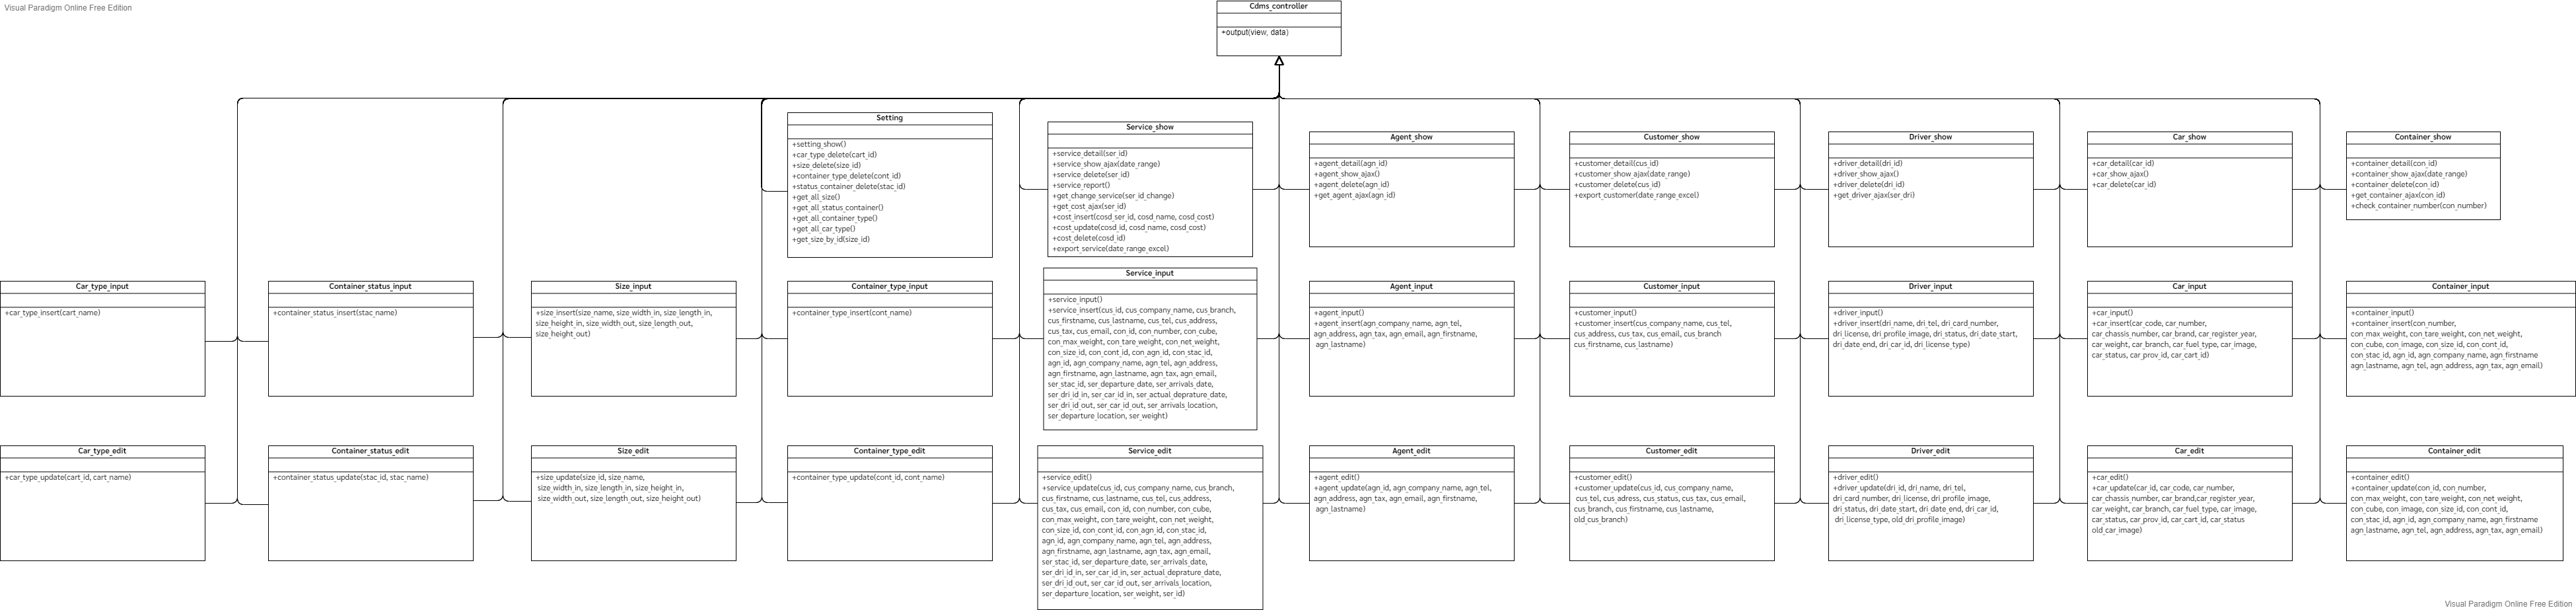 Visual Paradigm Online Free Edition
Cdms_controller
+output(view, data)
Setting
+setting_show()
+car_type_delete(cart_id)
+size_delete(size_id)
+container_type_delete(cont_id)
+status_container_delete(stac_id)
+get_all_size()
+get_all_status_container()
+get_all_container_type()
+get_all_car_type()
+get_size_by_id(size_id)
Service_show
+service_detail(ser_id)
+service_show_ajax(date_range)
+service_delete(ser_id)
+service_report()
+get_change_service(ser_id_change)
+get_cost_ajax(ser_id)
+cost_insert(cosd_ser_id, cosd_name, cosd_cost)
+cost_update(cosd_id, cosd_name, cosd_cost)
+cost_delete(cosd_id)
+export_service(date_range_excel)
Agent_show
+agent_detail(agn_id)
+agent_show_ajax()
+agent_delete(agn_id)
+get_agent_ajax(agn_id)
Customer_show
+customer_detail(cus_id)
+customer_show_ajax(date_range)
+customer_delete(cus_id)
+export_customer(date_range_excel)
Driver_show
+driver_detail(dri_id)
+driver_show_ajax()
+driver_delete(dri_id)
+get_driver_ajax(ser_dri)
Car_show
+car_detail(car_id)
+car_show_ajax()
+car_delete(car_id)
Container_show
+container_detail(con_id)
+container_show_ajax(date_range)
+container_delete(con_id)
+get_container_ajax(con_id)
+check_container_number(con_number)
Car_type_input
+car_type_insert(cart_name)
Container_status_input
+container_status_insert(stac_name)
Size_input
+size_insert(size_name, size_width_in, size_length_in,
size_height_in, size_width_out, size_length_out,
size_height_out)
Container_type_input
+container_type_insert(cont_name)
Service_input
+service_input()
+service_insert(cus_id, cus_company_name, cus_branch,
cus_firstname, cus_lastname, cus_tel, cus_address,
cus_tax, cus_email, con_id, con_number, con_cube,
con_max_weight, con_tare_weight, con_net_weight,
con_size_id, con_cont_id, con_agn_id, con_stac_id,
agn_id, agn_company_name, agn_tel, agn_address,
agn_firstname, agn_lastname, agn_tax, agn_email,
ser_stac_id, ser_departure_date, ser_arrivals_date,
ser_dri_id_in, ser_car_id_in, ser_actual_deprature_date,
ser_dri_id_out, ser_car_id_out, ser_arrivals_location,
ser_departure_location, ser_weight)
Agent_input
+agent_input()
+agent_insert(agn_company_name, agn_tel,
agn_address, agn_tax, agn_email, agn_firstname,
agn_lastname)
Customer_input
+customer_input()
+customer_insert(cus_company_name, cus_tel,
cus_address, cus_tax, cus_email, cus_branch
cus_firstname, cus_lastname)
Driver_input
+driver_input()
+driver_insert(dri_name, dri_tel, dri_card_number,
dri_license, dri_profile_image, dri_status, dri_date_start,
dri_date_end, dri_car_id, dri_license_type)
Car_input
+car_input()
+car_insert(car_code, car_number,
car_chassis_number, car_brand, car_register_year,
car_weight, car_branch, car_fuel_type, car_image,
car_status, car_prov_id, car_cart_id)
Container_input
+container_input()
+container_insert(con_number,
con_max_weight, con_tare_weight, con_net_weight,
con_cube, con_image, con_size_id, con_cont_id,
con_stac_id, agn_id, agn_company_name, agn_firstname
agn_lastname, agn_tel, agn_address, agn_tax, agn_email)
Car_type_edit
+car_type_update(cart_id, cart_name)
Container_status_edit
+container_status_update(stac_id, stac_name)
Size_edit
+size_update(size_id, size_name,
size_width_in, size_length_in, size_height_in,
size_width_out, size_length_out, size_height_out)
Container_type_edit
+container_type_update(cont_id, cont_name)
Service_edit
+service_edit()
+service_update(cus_id, cus_company_name, cus_branch,
cus_firstname, cus_lastname, cus_tel, cus_address,
cus_tax, cus_email, con_id, con_number, con_cube,
con_max_weight, con_tare_weight, con_net_weight,
con_size_id, con_cont_id, con_agn_id, con_stac_id,
agn_id, agn_company_name, agn_tel, agn_address,
agn_firstname, agn_lastname, agn_tax, agn_email,
ser_stac_id, ser_departure_date, ser_arrivals_date,
ser_dri_id_in, ser_car_id_in, ser_actual_deprature_date,
ser_dri_id_out, ser_car_id_out, ser_arrivals_location,
ser_departure_location, ser_weight, ser_id)
Agent_edit
+agent_edit()
+agent_update(agn_id, agn_company_name, agn_tel,
agn_address, agn_tax, agn_email, agn_firstname,
agn_lastname)
Customer_edit
+customer_edit()
+customer_update(cus_id, cus_company_name,
cus_tel, cus_adress, cus_status, cus_tax, cus_email,
cus_branch, cus_firstname, cus_lastname,
old_cus_branch)
Driver_edit
+driver_edit()
+driver_update(dri_id, dri_name, dri_tel,
dri_card_number, dri_license, dri_profile_image,
dri_status, dri_date_start, dri_date_end, dri_car_id,
dri_license_type, old_dri_profile_image)
Car_edit
+car_edit()
+car_update(car_id, car_code, car_number,
car_chassis_number, car_brand,car_register_year,
car_weight, car_branch, car_fuel_type, car_image,
car_status, car_prov_id, car_cart_id, car_status
old_car_image)
Container_edit
+container_edit()
+container_update(con_id, con_number,
con_max_weight, con_tare_weight, con_net_weight,
con_cube, con_image, con_size_id, con_cont_id,
con_stac_id, agn_id, agn_company_name, agn_firstname
agn_lastname, agn_tel, agn_address, agn_tax, agn_email)
Visual Paradigm Online Free Edition